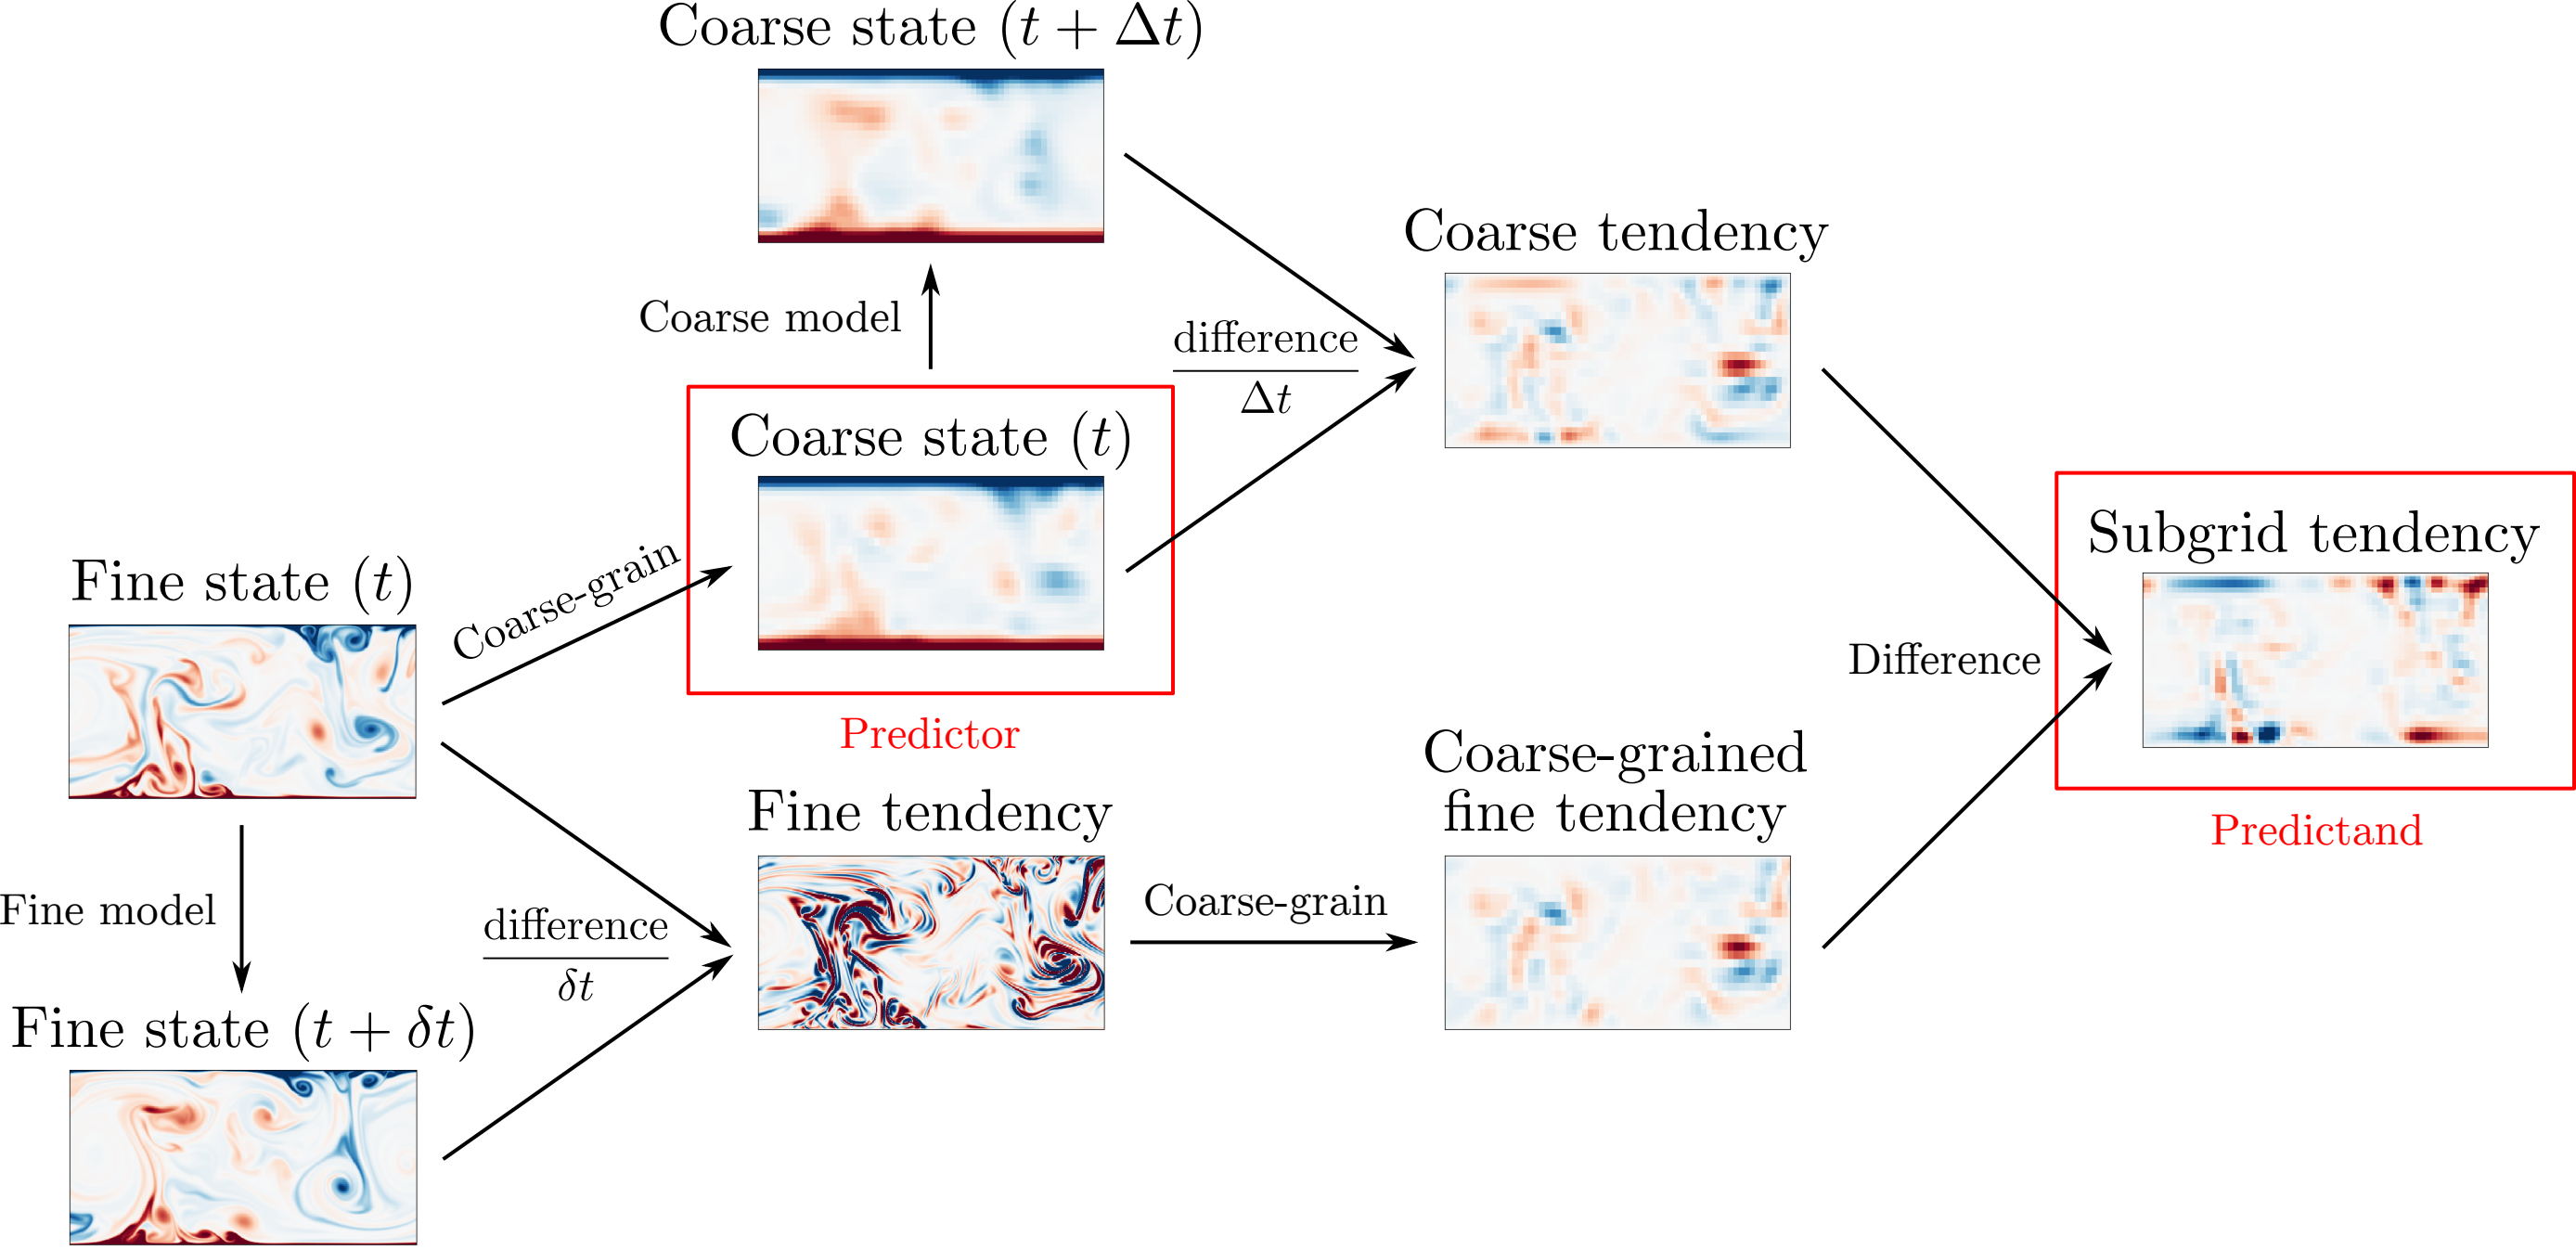 Coarse state (t + Δt)
Coarse model
Coarse state (t)
Predictor
Coarse-grain
Fine state (t)
Fine model
Fine state (t + δt)
difference
δt
Fine tendency
Coarse-grain
difference
Δt
Coarse tendency
Coarse-grained
fine tendency
Difference
Subgrid tendency
Predictand